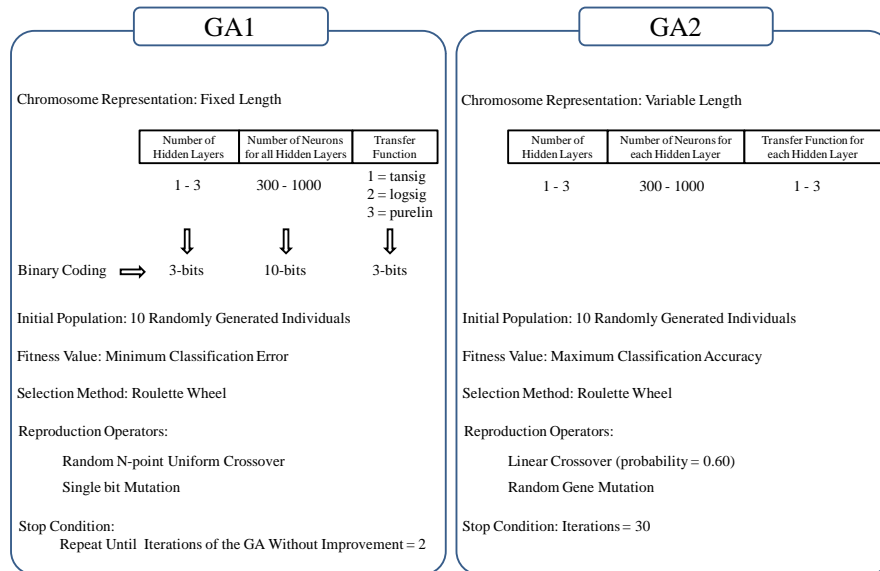 GA1
Chromosome Representation: Fixed Length
Number of Hidden Layers
Number of Neurons for all Hidden Layers
Transfer Function
1 - 3
300 - 1000
1 = tansig
2 = logsig
3 = purelin
Binary Coding
3-bits
10-bits
3-bits
Initial Population: 10 Randomly Generated Individuals
Fitness Value: Minimum Classification Error
Selection Method: Roulette Wheel
Reproduction Operators:
Random N-point Uniform Crossover
Single bit Mutation
Stop Condition:
Repeat Until Iterations of the GA Without Improvement = 2
GA2
Chromosome Representation: Variable Length
Number of Hidden Layers
Number of Neurons for each Hidden Layer
Transfer Function for each Hidden Layer
1 - 3
300 - 1000
1 - 3
Initial Population: 10 Randomly Generated Individuals
Fitness Value: Maximum Classification Accuracy
Selection Method: Roulette Wheel
Reproduction Operators:
Linear Crossover (probability = 0.60)
Random Gene Mutation
Stop Condition: Iterations = 30